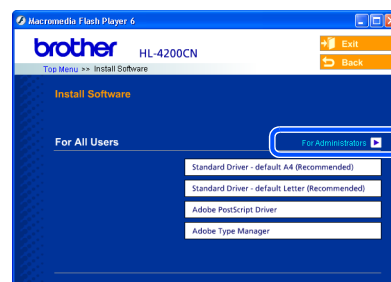 Macromedia Flash Player 6
brother HL-4200CN
Exit
Back
Top Menu >> Install Software
Install Software
For All Users
For Administrators
Standard Driver - default A4 (Recommended)
Standard Driver - default Letter (Recommended)
Adobe PostScript Driver
Adobe Type Manager